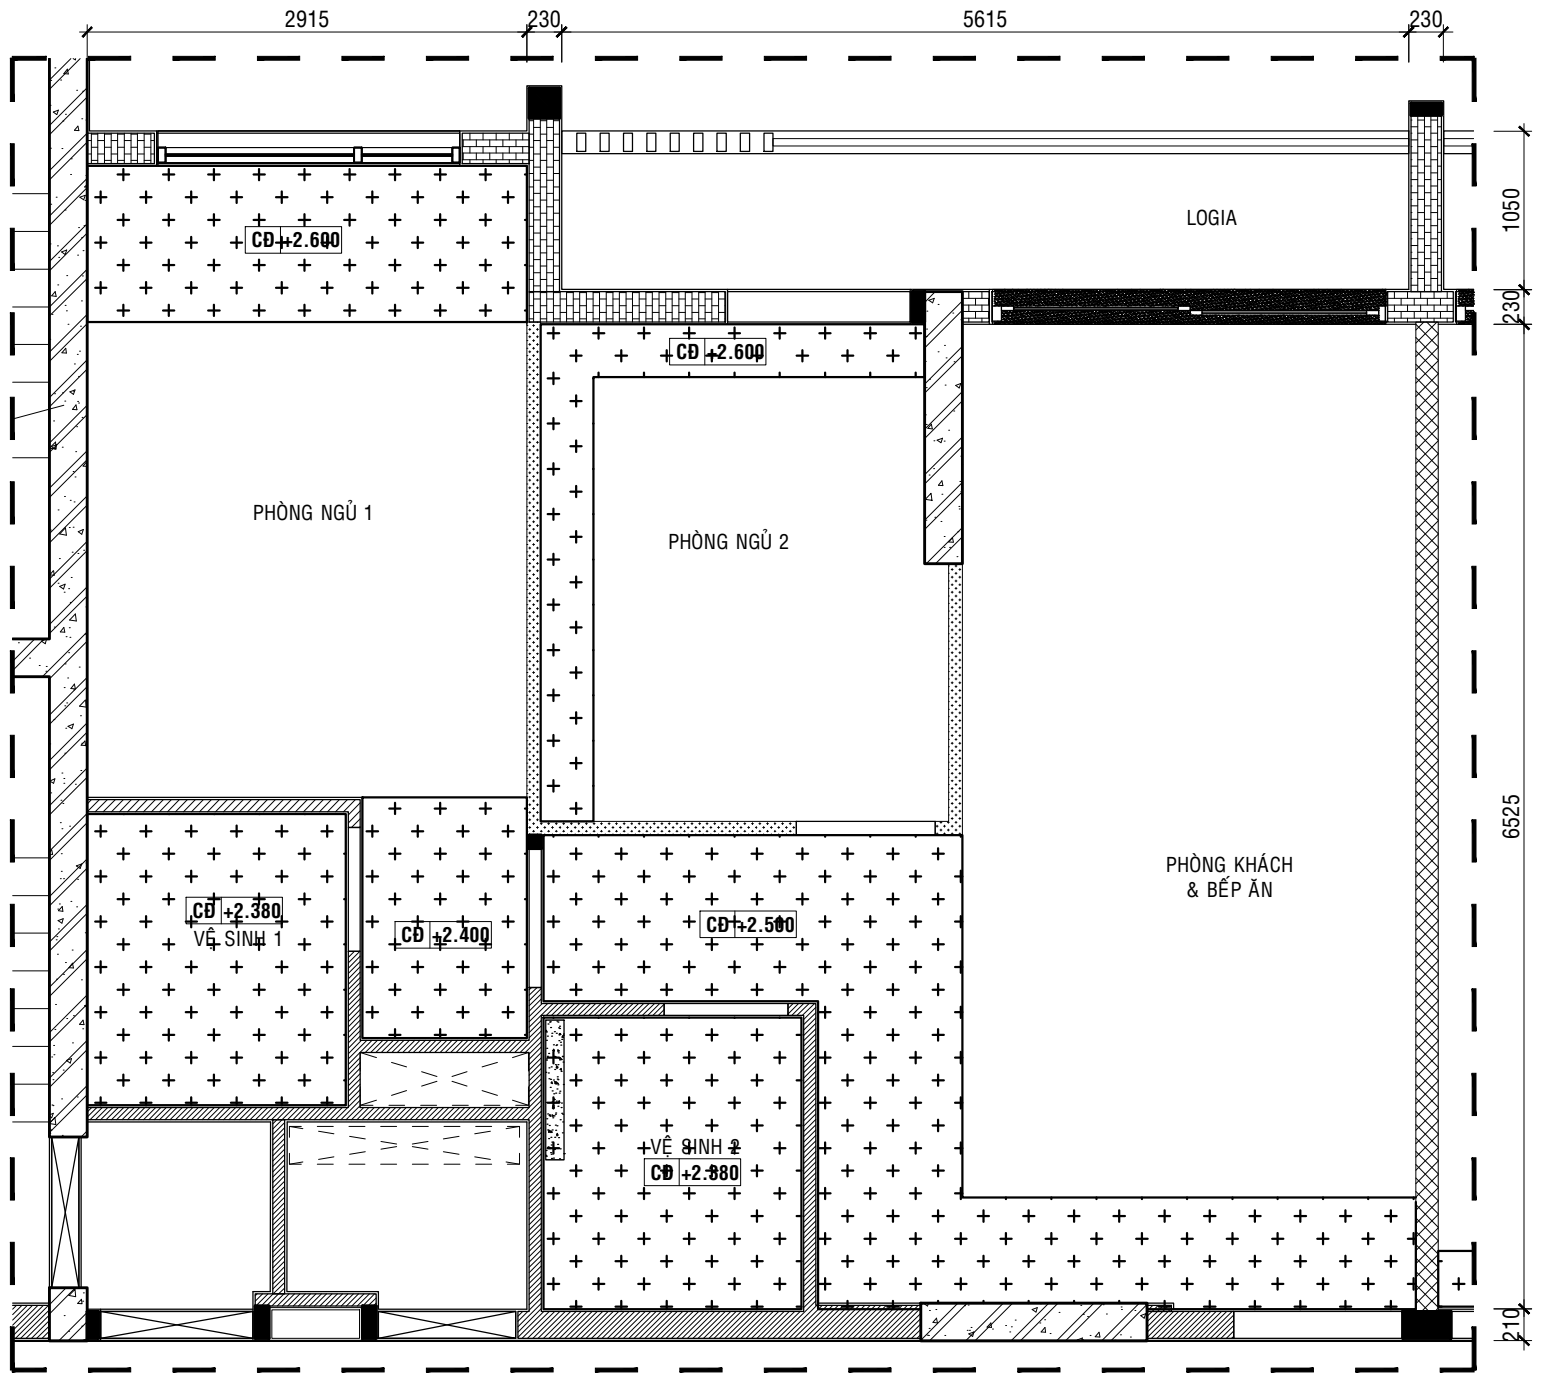 2915 230 5615 230
LOGIA
1050
CĐ +2.600
230
CĐ +2.600
PHÒNG NGỦ 1
PHÒNG NGỦ 2
6525
PHÒNG KHÁCH
& BẾP ĂN
CĐ +2.380
VỆ SINH 1
CĐ +2.400
CĐ +2.500
VỆ SINH 2
CĐ +2.380
210